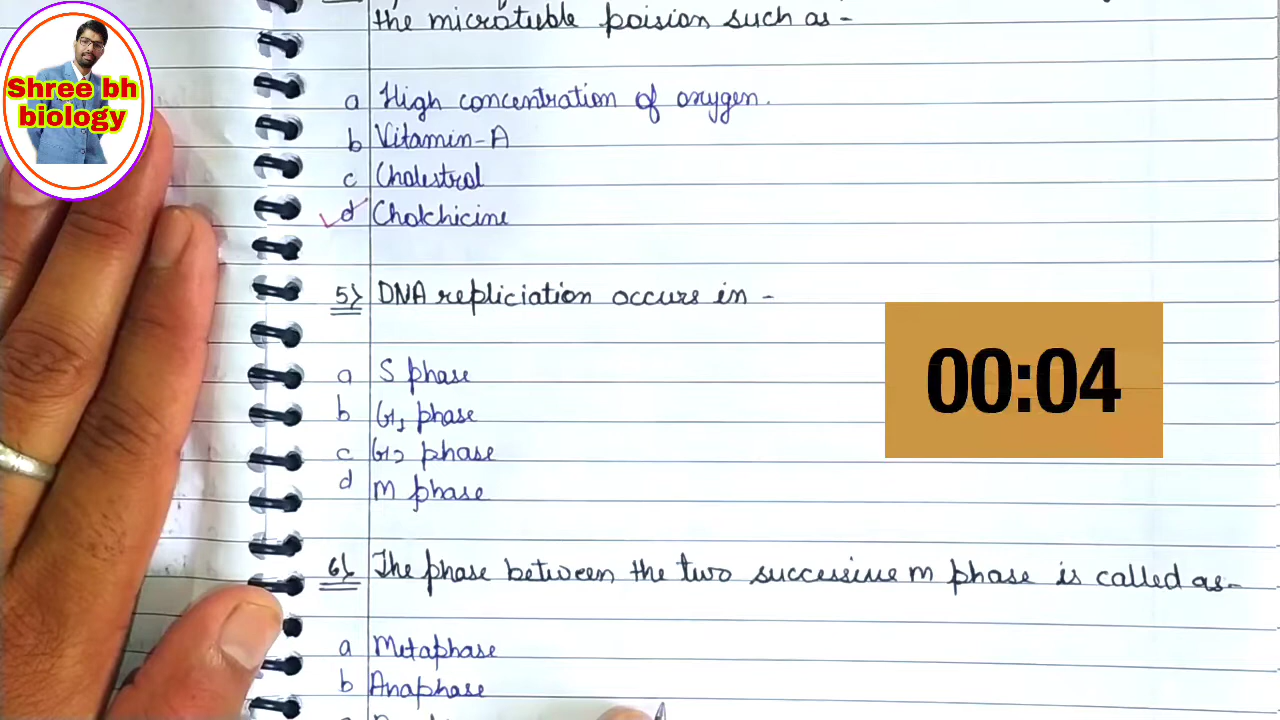 the microtuble poision such as -
Shree bh
biology
a High concentration of oxygen.
b Vitamin-A
c Cholestrol
d Cholchicine
5} DNA repliciation occurs in -
00:04
a S phase
b G1 phase
c G2 phase
d M phase
6} The phase between the two successive m phase is called as-
a Metaphase
b Anaphase